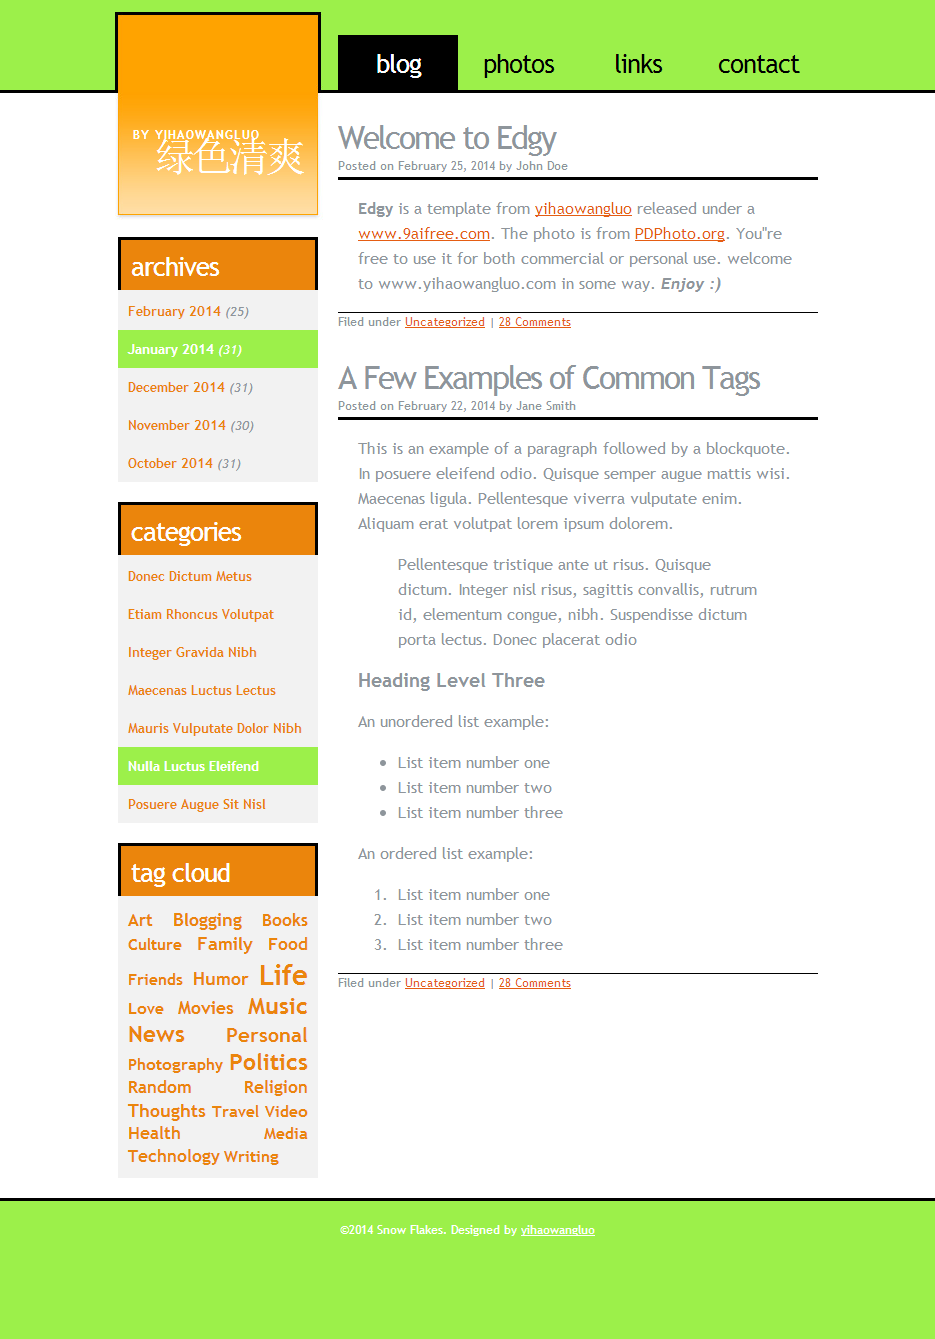 BY YIHAOWANGLUO
绿色清爽
blog photos links contact
Welcome to Edgy
Posted on February 25, 2014 by John Doe
Edgy is a template from yihaowangluo released under a
www.9aifree.com. The photo is from PDPhoto.org. You"re
free to use it for both commercial or personal use. welcome
to www.yihaowangluo.com in some way. Enjoy :)
Filed under Uncategorized | 28 Comments
A Few Examples of Common Tags
Posted on February 22, 2014 by Jane Smith
This is an example of a paragraph followed by a blockquote.
In posuere eleifend odio. Quisque semper augue mattis wisi.
Maecenas ligula. Pellentesque viverra vulputate enim.
Aliquam erat volutpat lorem ipsum dolorem.
Pellentesque tristique ante ut risus. Quisque
dictum. Integer nisl risus, sagittis convallis, rutrum
id, elementum congue, nibh. Suspendisse dictum
porta lectus. Donec placerat odio
Heading Level Three
An unordered list example:
• List item number one
• List item number two
• List item number three
An ordered list example:
1. List item number one
2. List item number two
3. List item number three
Filed under Uncategorized | 28 Comments
archives
February 2014 (25)
January 2014 (31)
December 2014 (31)
November 2014 (30)
October 2014 (31)
categories
Donec Dictum Metus
Etiam Rhoncus Volutpat
Integer Gravida Nibh
Maecenas Luctus Lectus
Mauris Vulputate Dolor Nibh
Nulla Luctus Eleifend
Posuere Augue Sit Nisl
tag cloud
Art Blogging Books
Culture Family Food
Friends Humor Life
Love Movies Music
News Personal
Photography Politics
Random Religion
Thoughts Travel Video
Health Media
Technology Writing
©2014 Snow Flakes. Designed by yihaowangluo